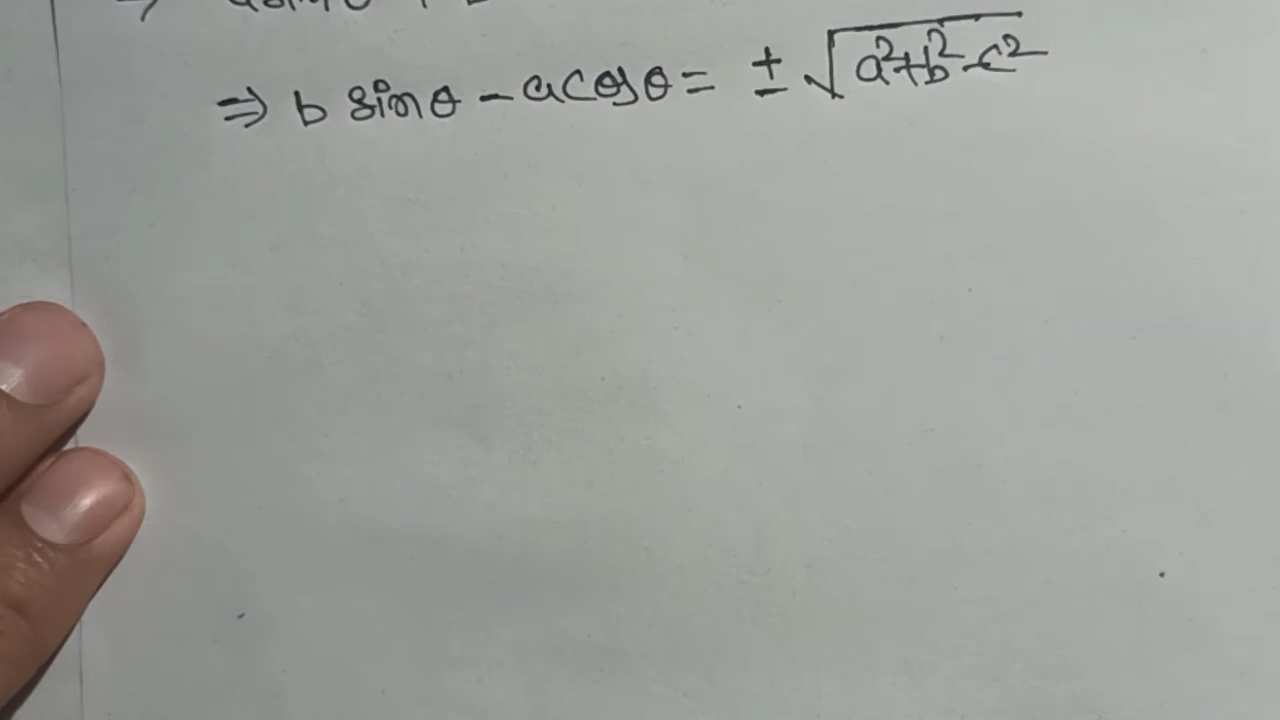 ⇒ b sinθ - a cosθ = ± √a²+b²-c²